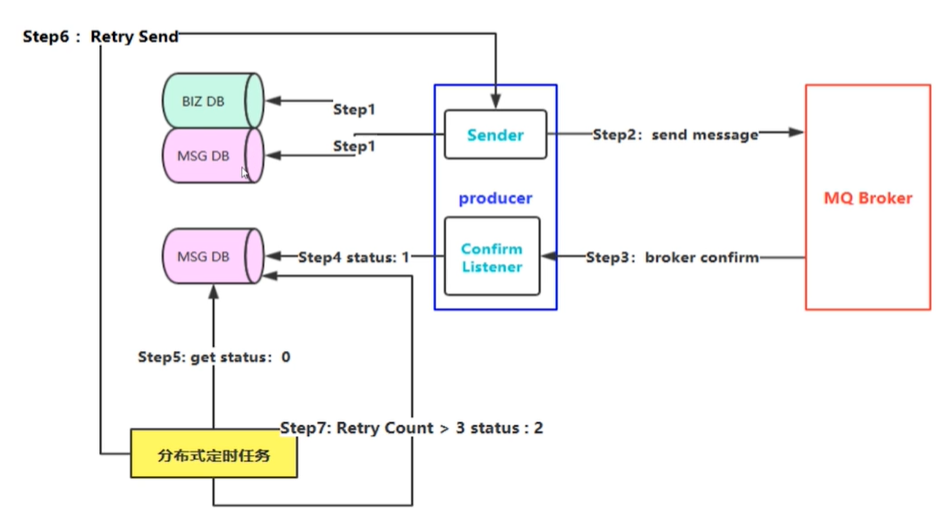 Step6： Retry Send
BIZ DB
Step1
Sender
Step2: send message
MSG DB
Step1
producer
MQ Broker
MSG DB
Step4 status: 1
Confirm
Listener
Step3: broker confirm
Step5: get status: 0
Step7: Retry Count > 3 status : 2
分布式定时任务